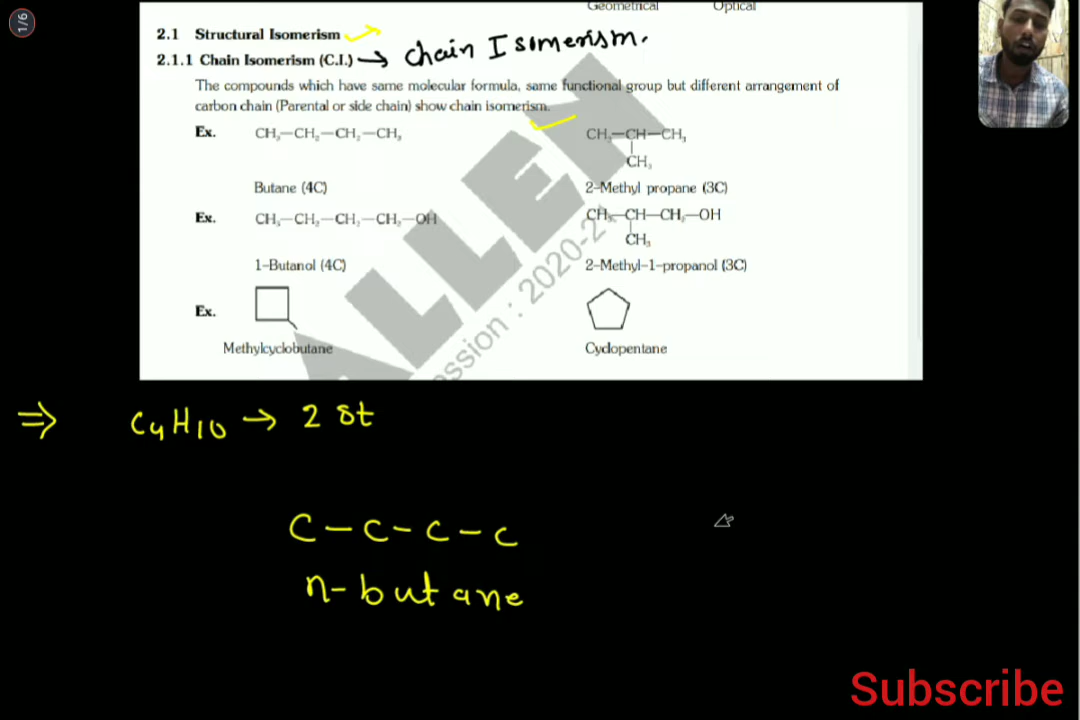 1/6
Geometrical Optical
2.1 Structural Isomerism
2.1.1 Chain Isomerism (C.I.) → chain Isomerism.
The compounds which have same molecular formula, same functional group but different arrangement of
carbon chain (Parental or side chain) show chain isomerism.
Ex. CH₃—CH₂—CH₂—CH₃ CH₃—CH—CH₃
CH₃
Butane (4C) 2-Methyl propane (3C)
Ex. CH₃—CH₂—CH₂—CH₂—OH CH₃—CH—CH₂—OH
CH₃
1-Butanol (4C) 2-Methyl-1-propanol (3C)
Ex.
Methylcyclobutane Cyclopentane
ALLEN
ession : 2020-2
⇒ C4H10 → 2 st
C – C – C – C
n- butane
Subscribe